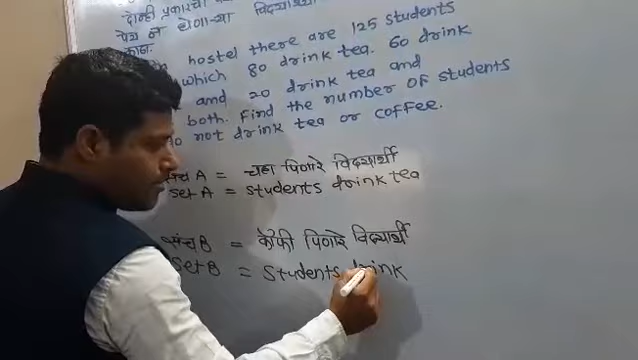 दोन्ही प्रकारचा विद्यार्थ्या
पेय न घेणाऱ्या
काढा.
hostel there are 125 students
which 80 drink tea. 60 drink
and 20 drink tea and
both. Find the number of students
not drink tea or coffee.
संच A = चहा पिणारे विद्यार्थी
set A = students drink tea
संच B = कॉफी पिणारे विद्यार्थी
set B = students drink